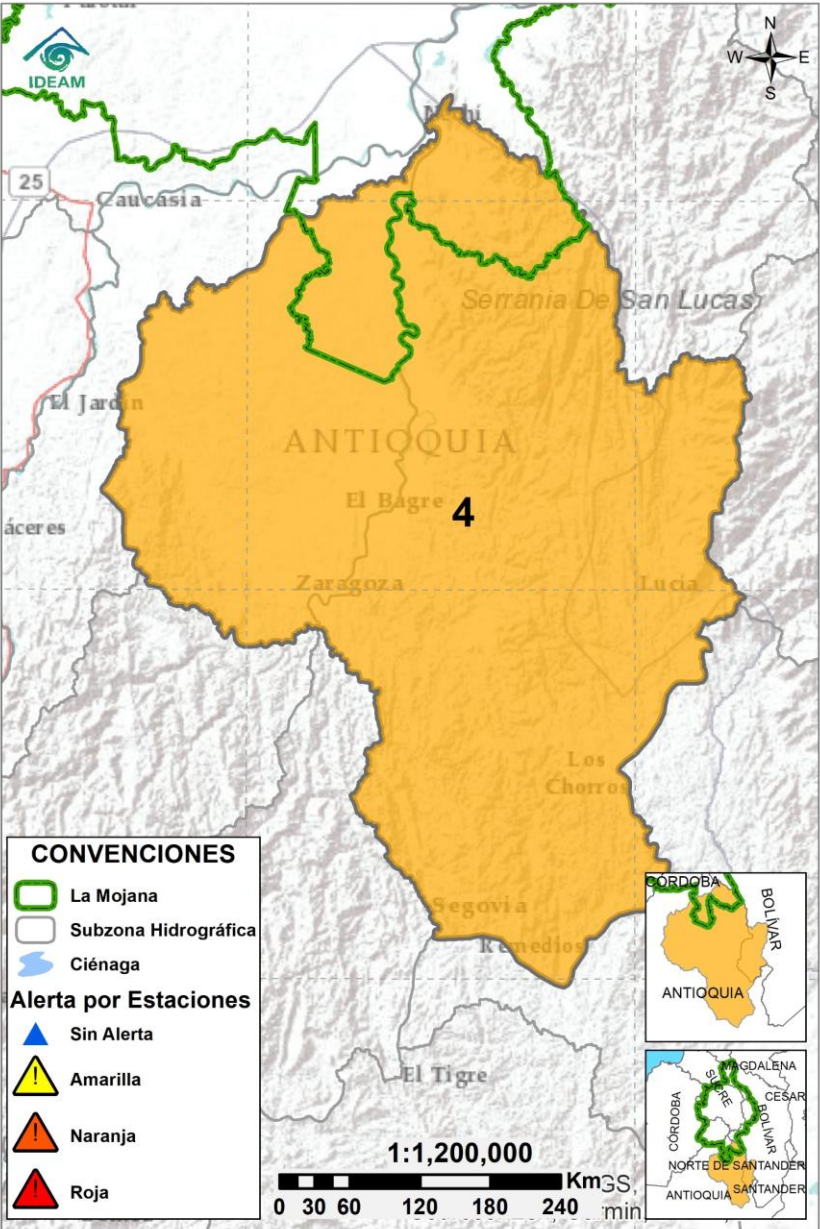 IDEAM
N
W E
S
25
Caucasia
Serrania De San Lucas
El Jardin
ANTIOQUIA
El Bagre
4
áceres
Zaragoza
Lucia
Los
Chorros
Segovia
Remedios
El Tigre
CONVENCIONES
La Mojana
Subzona Hidrográfica
Ciénaga
Alerta por Estaciones
Sin Alerta
! Amarilla
! Naranja
! Roja
1:1,200,000
Km
0 30 60 120 180 240
GS,
min
CÓRDOBA
BOLÍVAR
ANTIOQUIA
MAGDALENA
SUCRE
CESAR
CÓRDOBA
BOLÍVAR
NORTE DE SANTANDER
ANTIOQUIA
SANTANDER